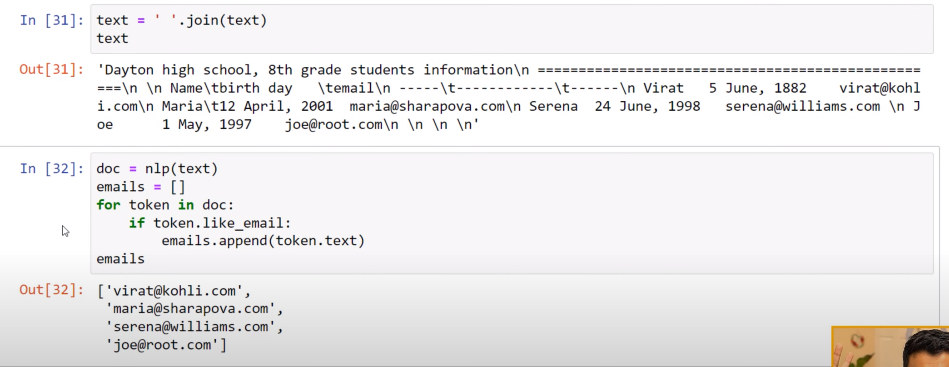 In [31]: text = ' '.join(text)
text
Out[31]: 'Dayton high school, 8th grade students information\n ===============================================
===\n \n Name\tbirth day   \temail\n -----\t------------\t------\n Virat   5 June, 1882    virat@kohl
i.com\n Maria\t12 April, 2001  maria@sharapova.com\n Serena  24 June, 1998   serena@williams.com \n J
oe      1 May, 1997    joe@root.com\n \n \n \n'
In [32]: doc = nlp(text)
emails = []
for token in doc:
    if token.like_email:
        emails.append(token.text)
emails
Out[32]: ['virat@kohli.com',
 'maria@sharapova.com',
 'serena@williams.com',
 'joe@root.com']